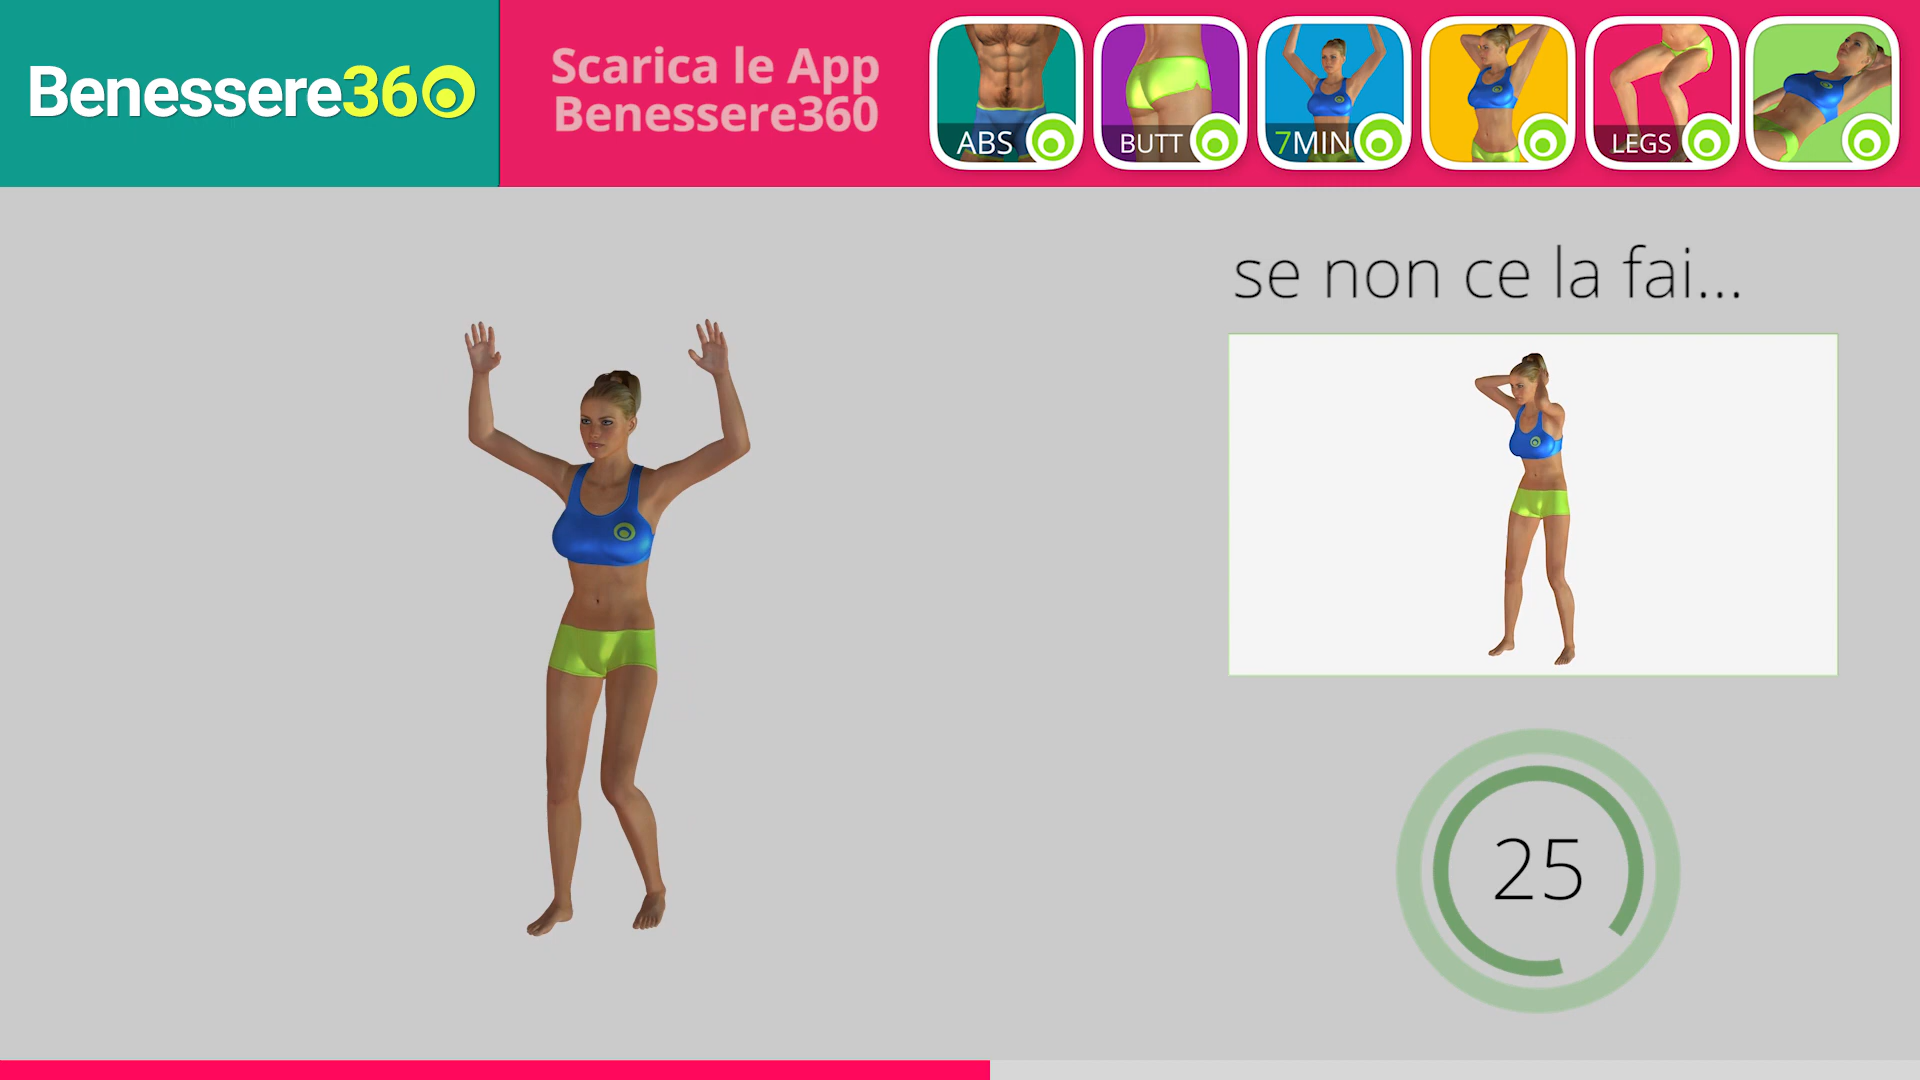 Benessere360
Scarica le App
Benessere360
ABS
BUTT
7MIN
LEGS
se non ce la fai...
25